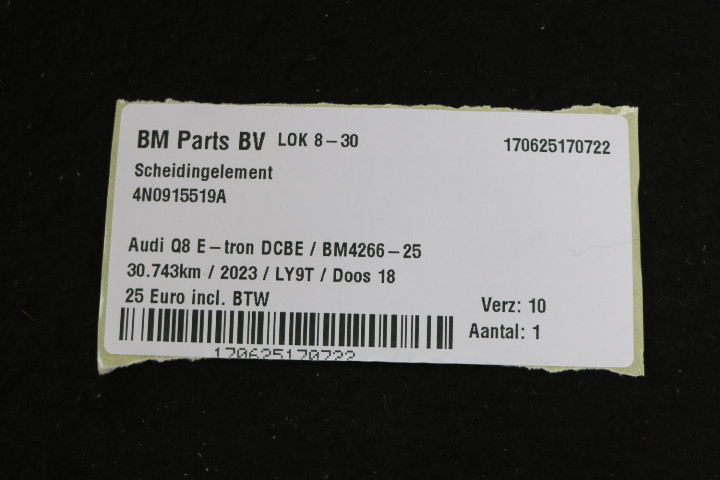 BM Parts BV LOK 8-30 170625170722
Scheidingelement
4N0915519A
Audi Q8 E-tron DCBE / BM4266-25
30.743km / 2023 / LY9T / Doos 18
25 Euro incl. BTW
Verz: 10
Aantal: 1
170625170722